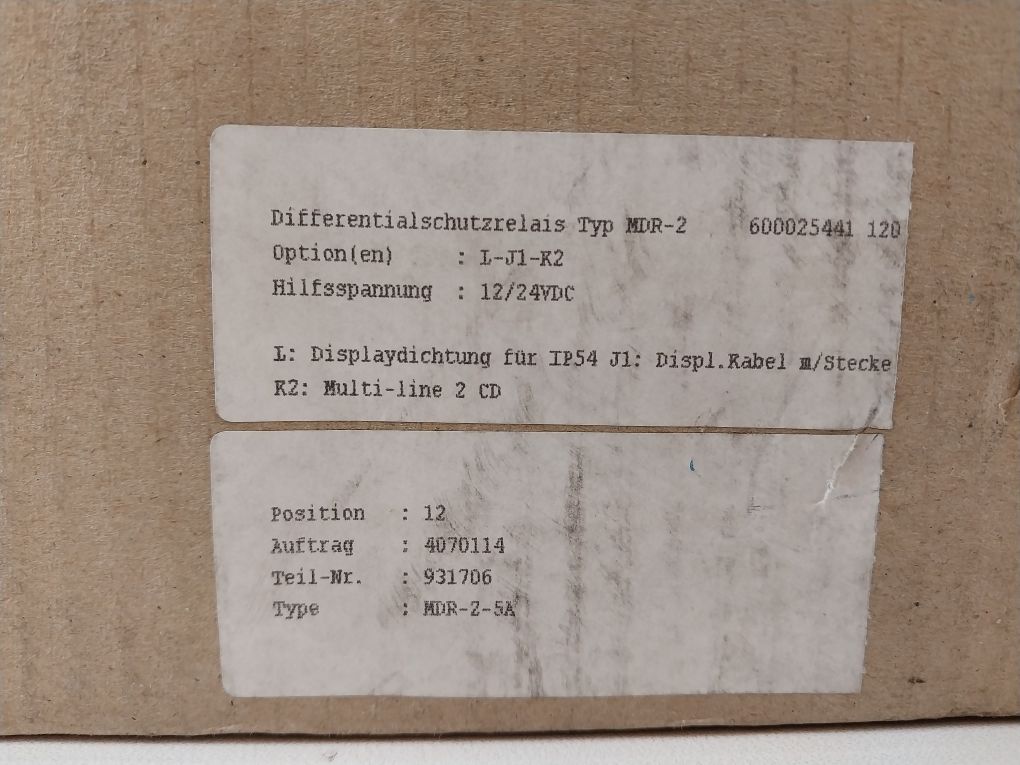 Differentialschutzrelais Typ MDR-2 600025441 120
Option(en) : L-J1-K2
Hilfsspannung : 12/24VDC
L: Displaydichtung für IP54 J1: Displ.Kabel m/Stecke
K2: Multi-line 2 CD
Position : 12
Auftrag : 4070114
Teil-Nr. : 931706
Type : MDR-2-5A